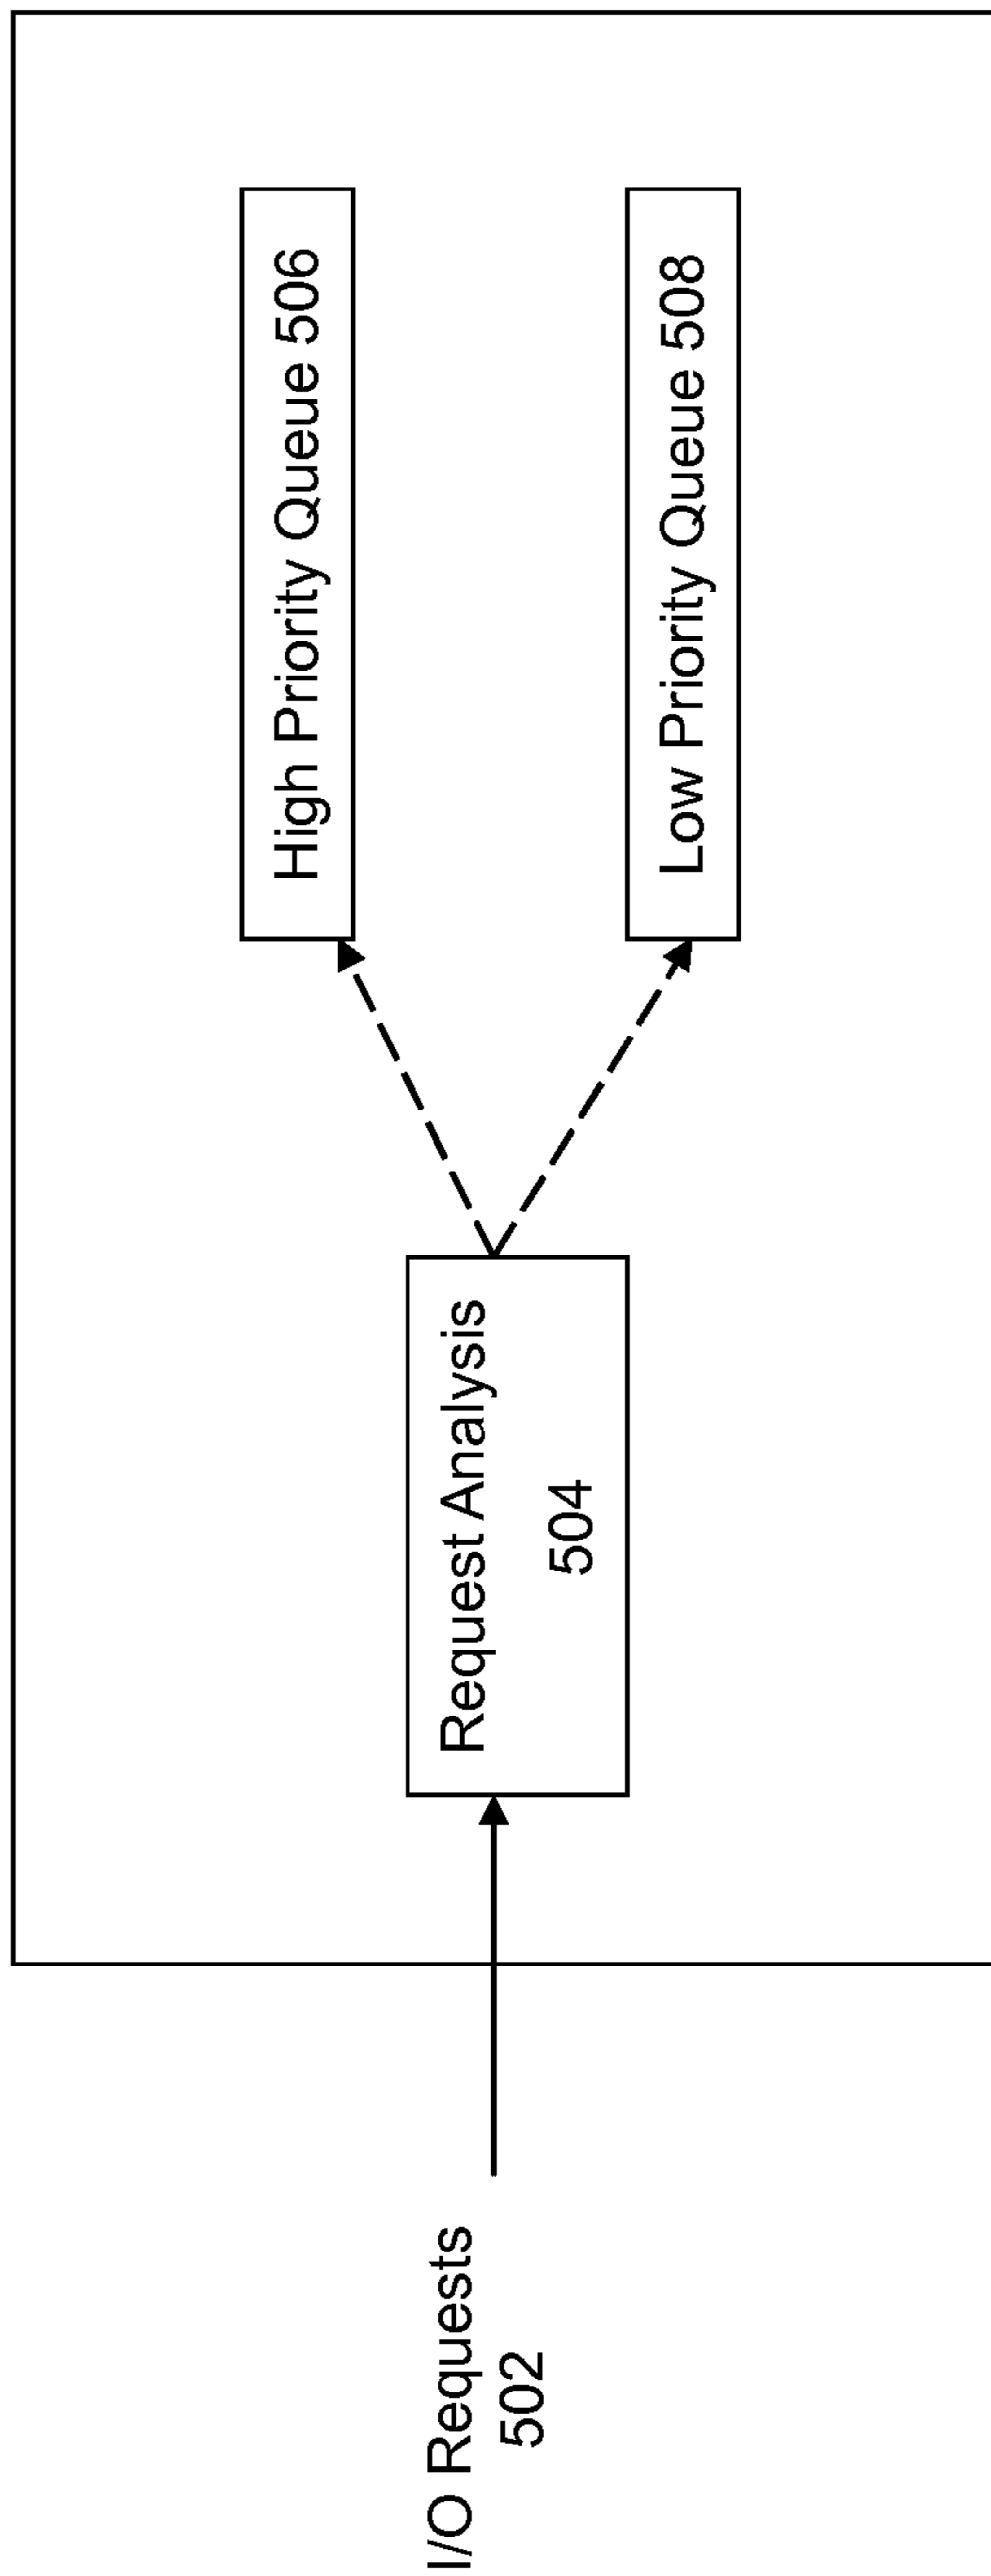 I/O Requests
502
Request Analysis
504
High Priority Queue 506
Low Priority Queue 508